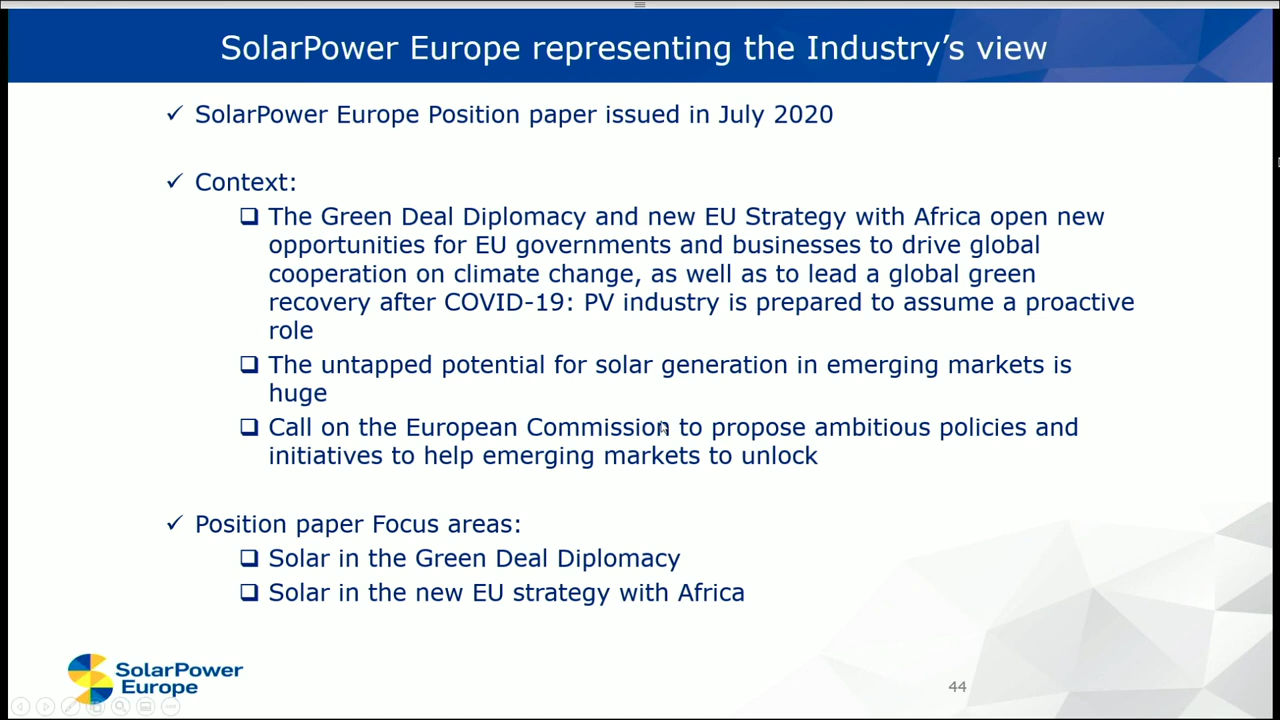 SolarPower Europe representing the Industry’s view
✓ SolarPower Europe Position paper issued in July 2020
✓ Context:
❑ The Green Deal Diplomacy and new EU Strategy with Africa open new
opportunities for EU governments and businesses to drive global
cooperation on climate change, as well as to lead a global green
recovery after COVID-19: PV industry is prepared to assume a proactive
role
❑ The untapped potential for solar generation in emerging markets is
huge
❑ Call on the European Commission to propose ambitious policies and
initiatives to help emerging markets to unlock
✓ Position paper Focus areas:
❑ Solar in the Green Deal Diplomacy
❑ Solar in the new EU strategy with Africa
SolarPower
Europe
44